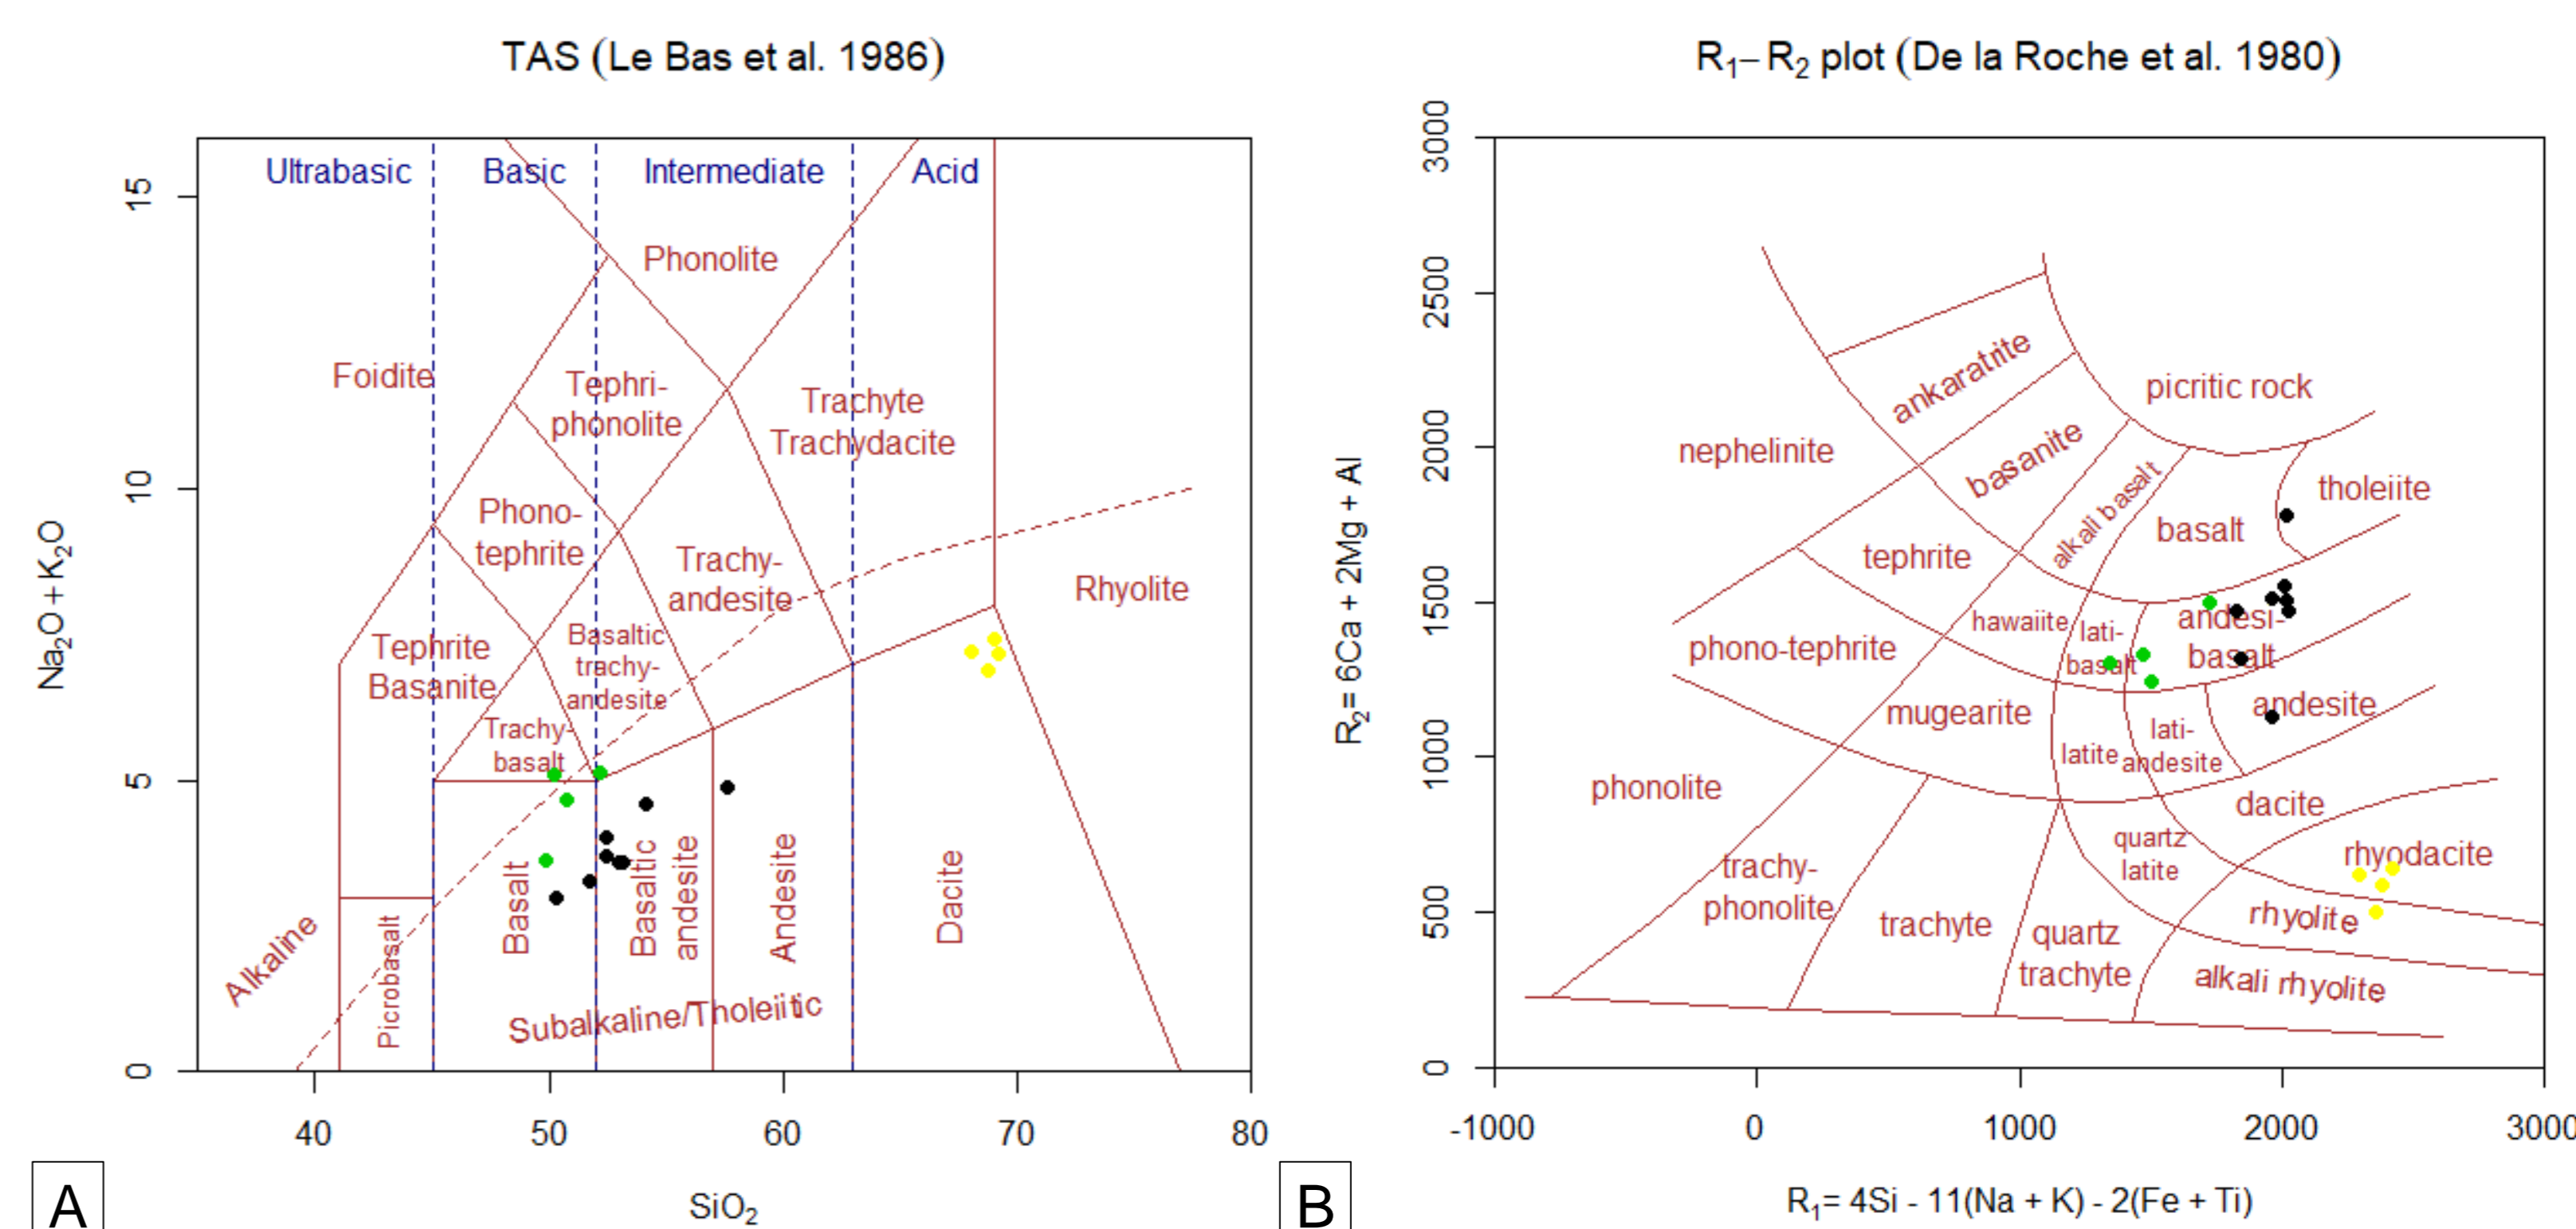 TAS (Le Bas et al. 1986)
Ultrabasic
Basic
Intermediate
Acid
Phonolite
Foidite
Tephri-
phonolite
Trachyte
Trachydacite
Phono-
tephrite
Trachy-
andesite
Rhyolite
Tephrite
Basanite
Basaltic
trachy-
andesite
Trachy-
basalt
Alkaline
Picrobasalt
Basalt
Basaltic
andesite
Andesite
Dacite
Subalkaline/Tholeiitic
15
10
5
0
Na₂O + K₂O
40 50 60 70 80
SiO₂
A
R₁– R₂ plot (De la Roche et al. 1980)
3000
2500
2000
1500
1000
500
0
R₂= 6Ca + 2Mg + Al
ankaratrite
picritic rock
nephelinite
basanite
alkali basalt
tholeiite
basalt
tephrite
hawaiite
lati-
basalt
andesi-
basalt
phono-tephrite
mugearite
andesite
latite
lati-
andesite
phonolite
dacite
quartz
latite
rhyodacite
trachy-
phonolite
trachyte
quartz
trachyte
rhyolite
alkali rhyolite
-1000 0 1000 2000 3000
R₁= 4Si - 11(Na + K) - 2(Fe + Ti)
B